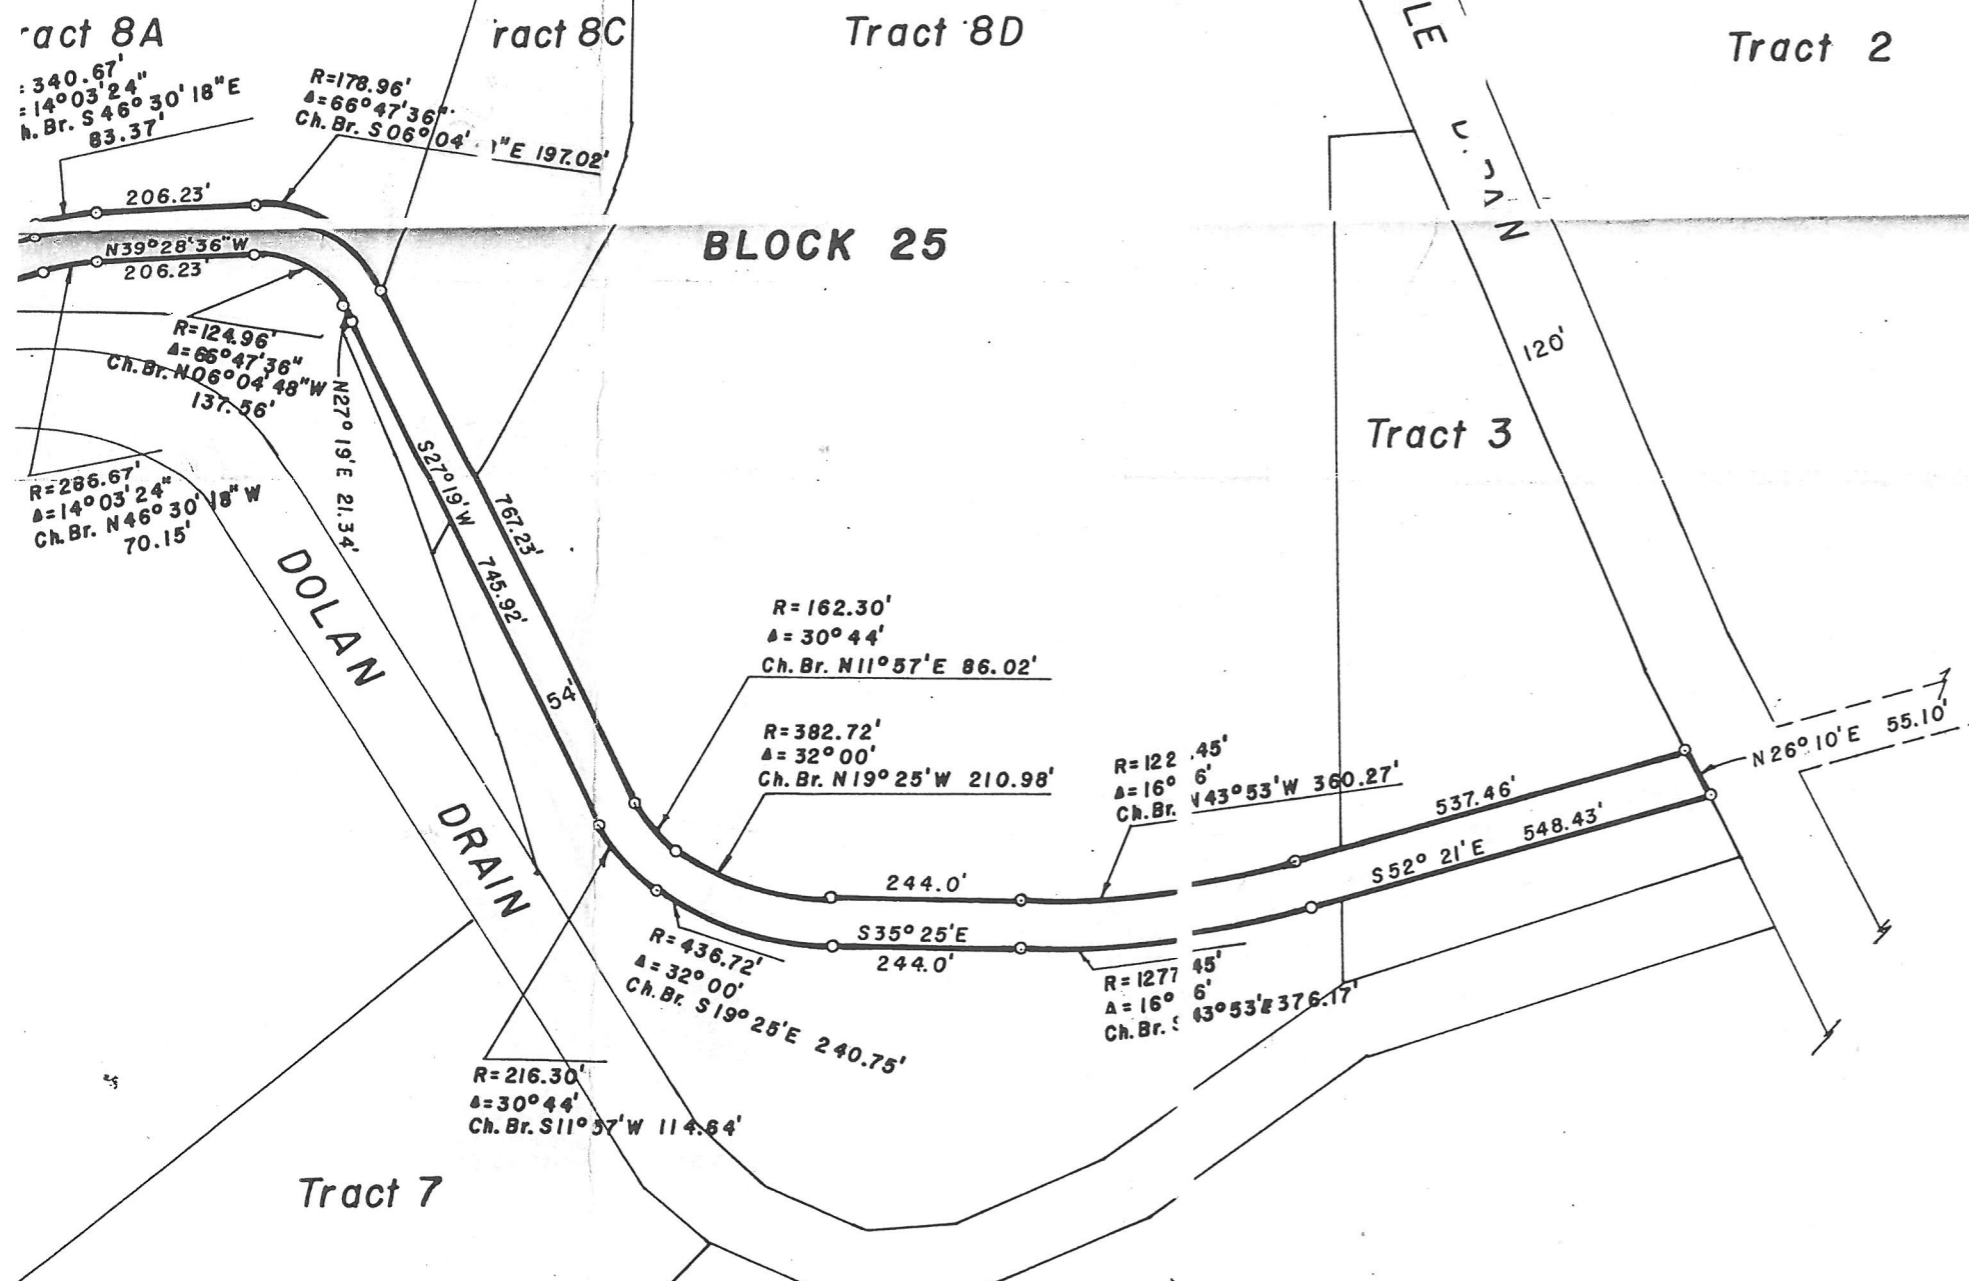 ract 8A
ract 8C
Tract 8D
Tract 2
LE
340.67'
14°03'24"
h. Br. S46°30'18"E
83.37'
R=178.96'
Δ=66°47'36"
Ch. Br. S06°04' "E 197.02'
206.23'
N39°28'36"W
206.23'
BLOCK 25
R=124.96'
Δ=66°47'36"
Ch. Br. N06°04'48"W
137.56'
N27°19'E 21.34'
R=286.67'
Δ=14°03'24"
Ch. Br. N46°30'18"W
70.15'
S27°19'W
745.92'
767.23'
54'
120'
Tract 3
DOLAN
DRAIN
R=162.30'
Δ=30°44'
Ch. Br. N11°57'E 86.02'
R=382.72'
Δ=32°00'
Ch. Br. N19°25'W 210.98'
R=122 .45'
Δ=16° 6'
Ch. Br. N43°53'W 360.27'
N26°10'E 55.10'
537.46'
S52°21'E 548.43'
244.0'
S35°25'E
244.0'
R=436.72'
Δ=32°00'
Ch. Br. S19°25'E 240.75'
R=1277 45'
Δ=16° 6'
Ch. Br. S 43°53'E 376.17'
R=216.30'
Δ=30°44'
Ch. Br. S11°57'W 114.64'
Tract 7